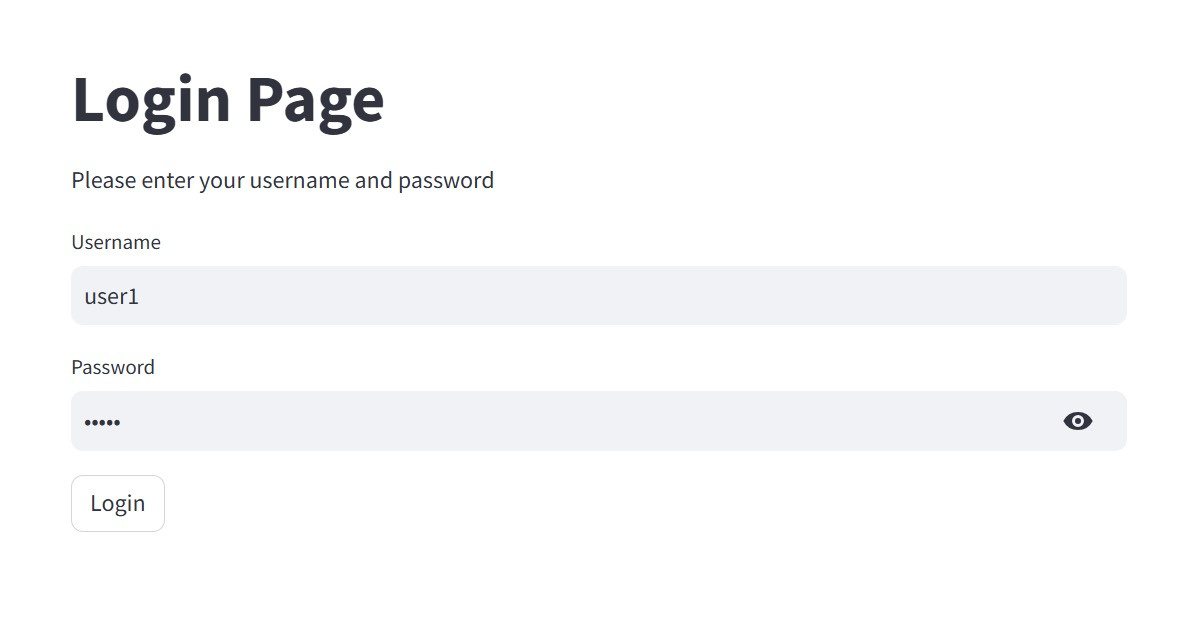 Login Page
Please enter your username and password
Username
user1
Password
•••••
Login